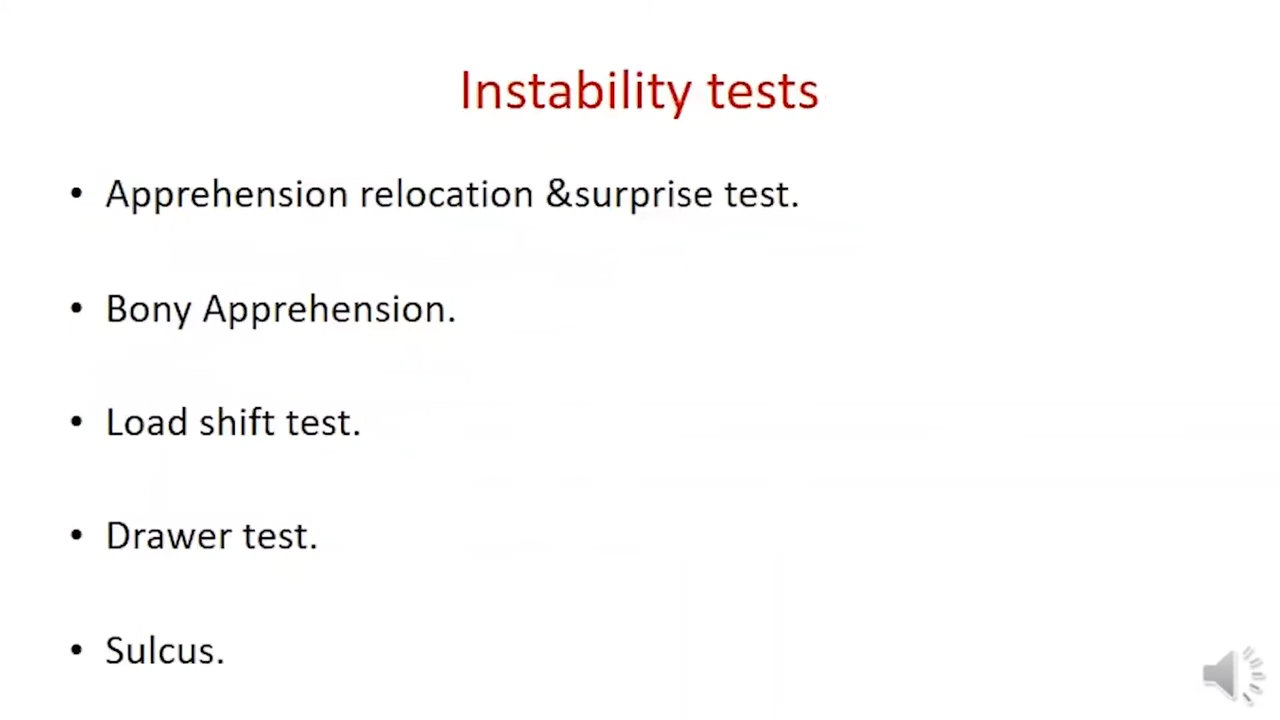 Instability tests
• Apprehension relocation &surprise test.
• Bony Apprehension.
• Load shift test.
• Drawer test.
• Sulcus.